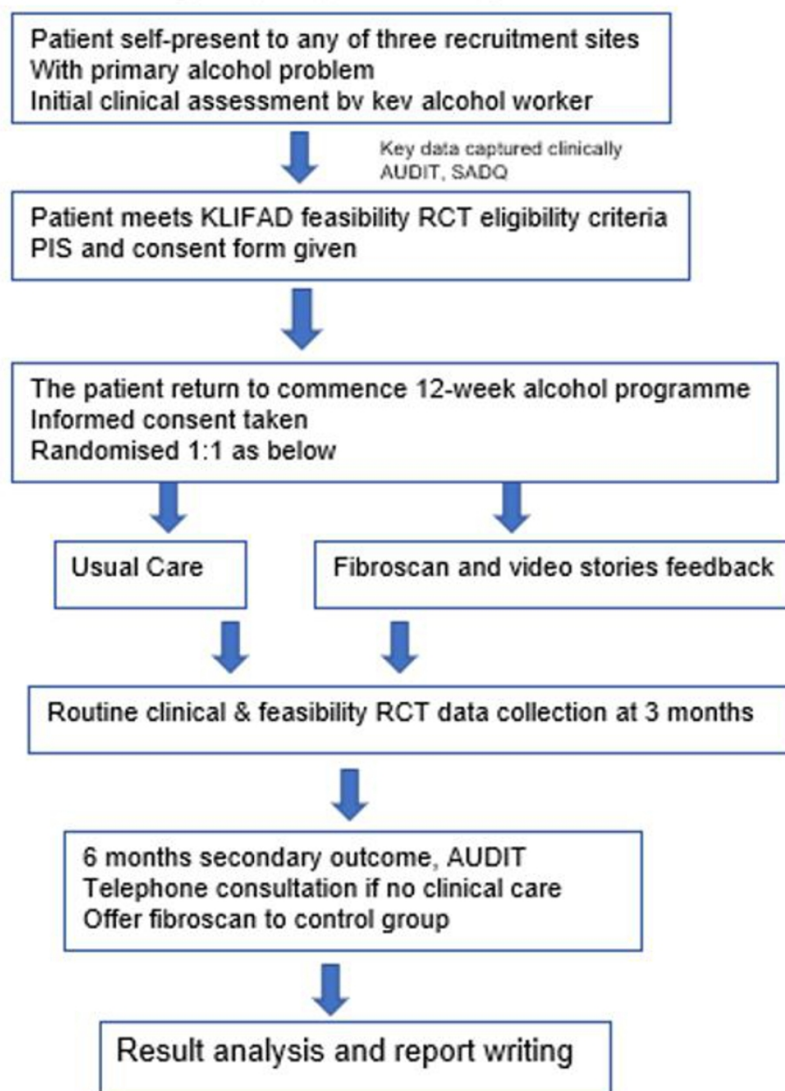 Patient self-present to any of three recruitment sites
With primary alcohol problem
Initial clinical assessment by key alcohol worker
Key data captured clinically
AUDIT, SADQ
Patient meets KLIFAD feasibility RCT eligibility criteria
PIS and consent form given
The patient return to commence 12-week alcohol programme
Informed consent taken
Randomised 1:1 as below
Usual Care
Fibroscan and video stories feedback
Routine clinical & feasibility RCT data collection at 3 months
6 months secondary outcome, AUDIT
Telephone consultation if no clinical care
Offer fibroscan to control group
Result analysis and report writing